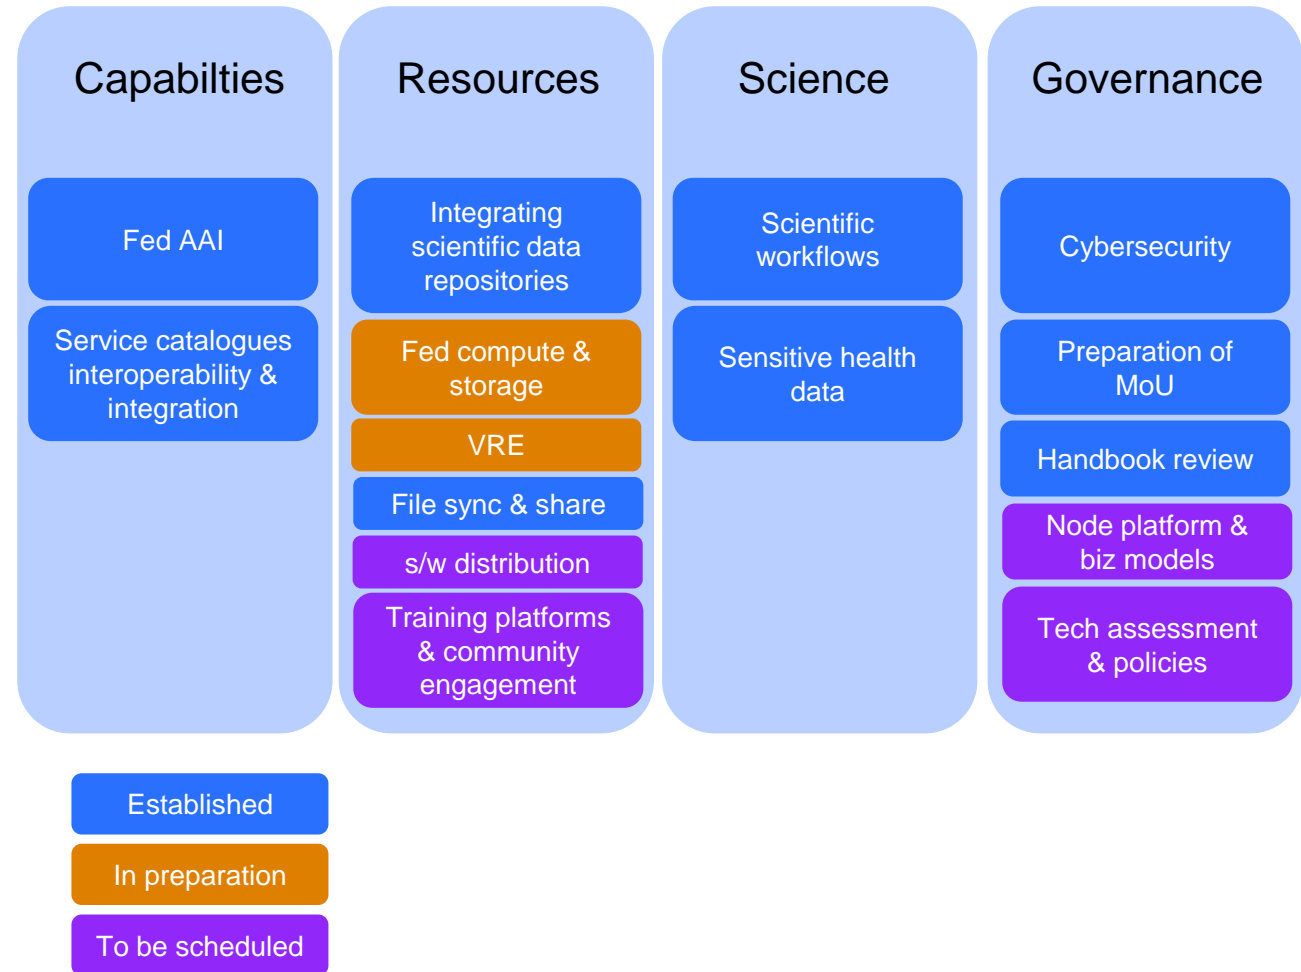 Capabilties
Fed AAI
Service catalogues
interoperability &
integration
Resources
Integrating
scientific data
repositories
Fed compute &
storage
VRE
File sync & share
s/w distribution
Training platforms
& community
engagement
Science
Scientific
workflows
Sensitive health
data
Governance
Cybersecurity
Preparation of
MoU
Handbook review
Node platform &
biz models
Tech assessment
& policies
Established
In preparation
To be scheduled